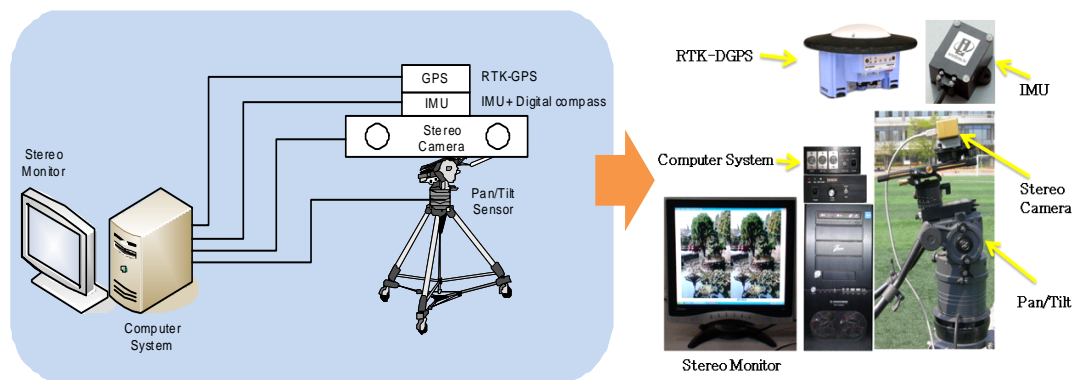 GPS
RTK-GPS
IMU
IMU+ Digital compass
Stereo
Camera
Stereo
Monitor
Pan/Tilt
Sensor
Computer
System
RTK-DGPS
IMU
Computer System
Stereo
Camera
Pan/Tilt
Stereo Monitor